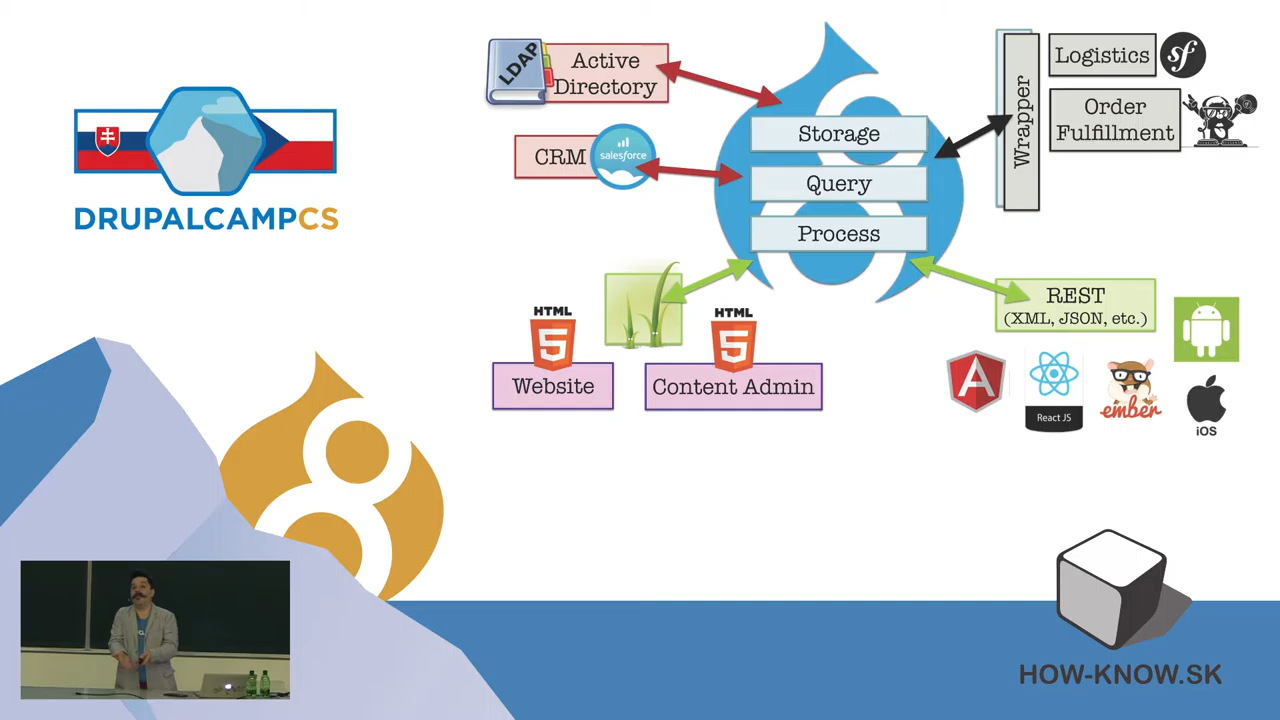 DRUPALCAMPCS
LDAP
Active
Directory
CRM
salesforce
Storage
Query
Process
Wrapper
Logistics
sf
Order
Fulfillment
HTML
5
Website
HTML
5
Content Admin
REST
(XML, JSON, etc.)
A
React JS
ember
iOS
HOW-KNOW.SK